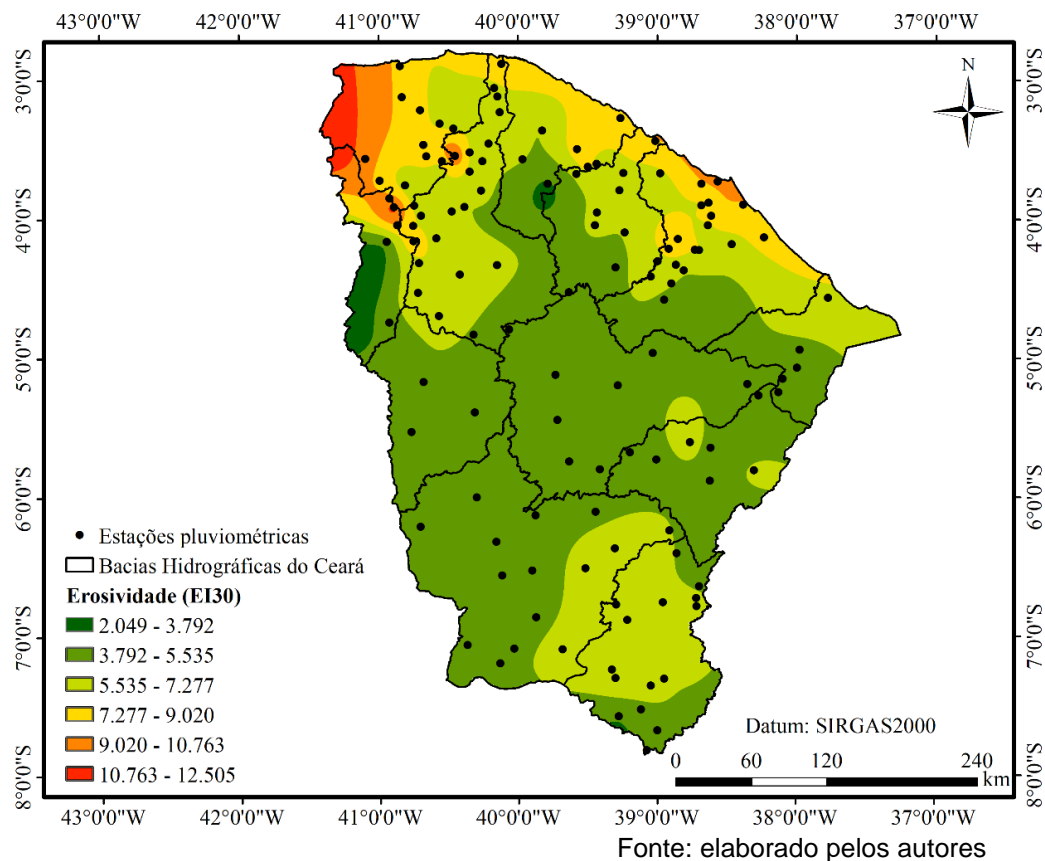 43°0'0"W 42°0'0"W 41°0'0"W 40°0'0"W 39°0'0"W 38°0'0"W 37°0'0"W
3°0'0"S
4°0'0"S
5°0'0"S
6°0'0"S
7°0'0"S
8°0'0"S
N
3°0'0"S
4°0'0"S
5°0'0"S
6°0'0"S
7°0'0"S
8°0'0"S
Estações pluviométricas
Bacias Hidrográficas do Ceará
Erosividade (EI30)
2.049 - 3.792
3.792 - 5.535
5.535 - 7.277
7.277 - 9.020
9.020 - 10.763
10.763 - 12.505
Datum: SIRGAS2000
0 60 120 240
km
43°0'0"W 42°0'0"W 41°0'0"W 40°0'0"W 39°0'0"W 38°0'0"W 37°0'0"W
Fonte: elaborado pelos autores